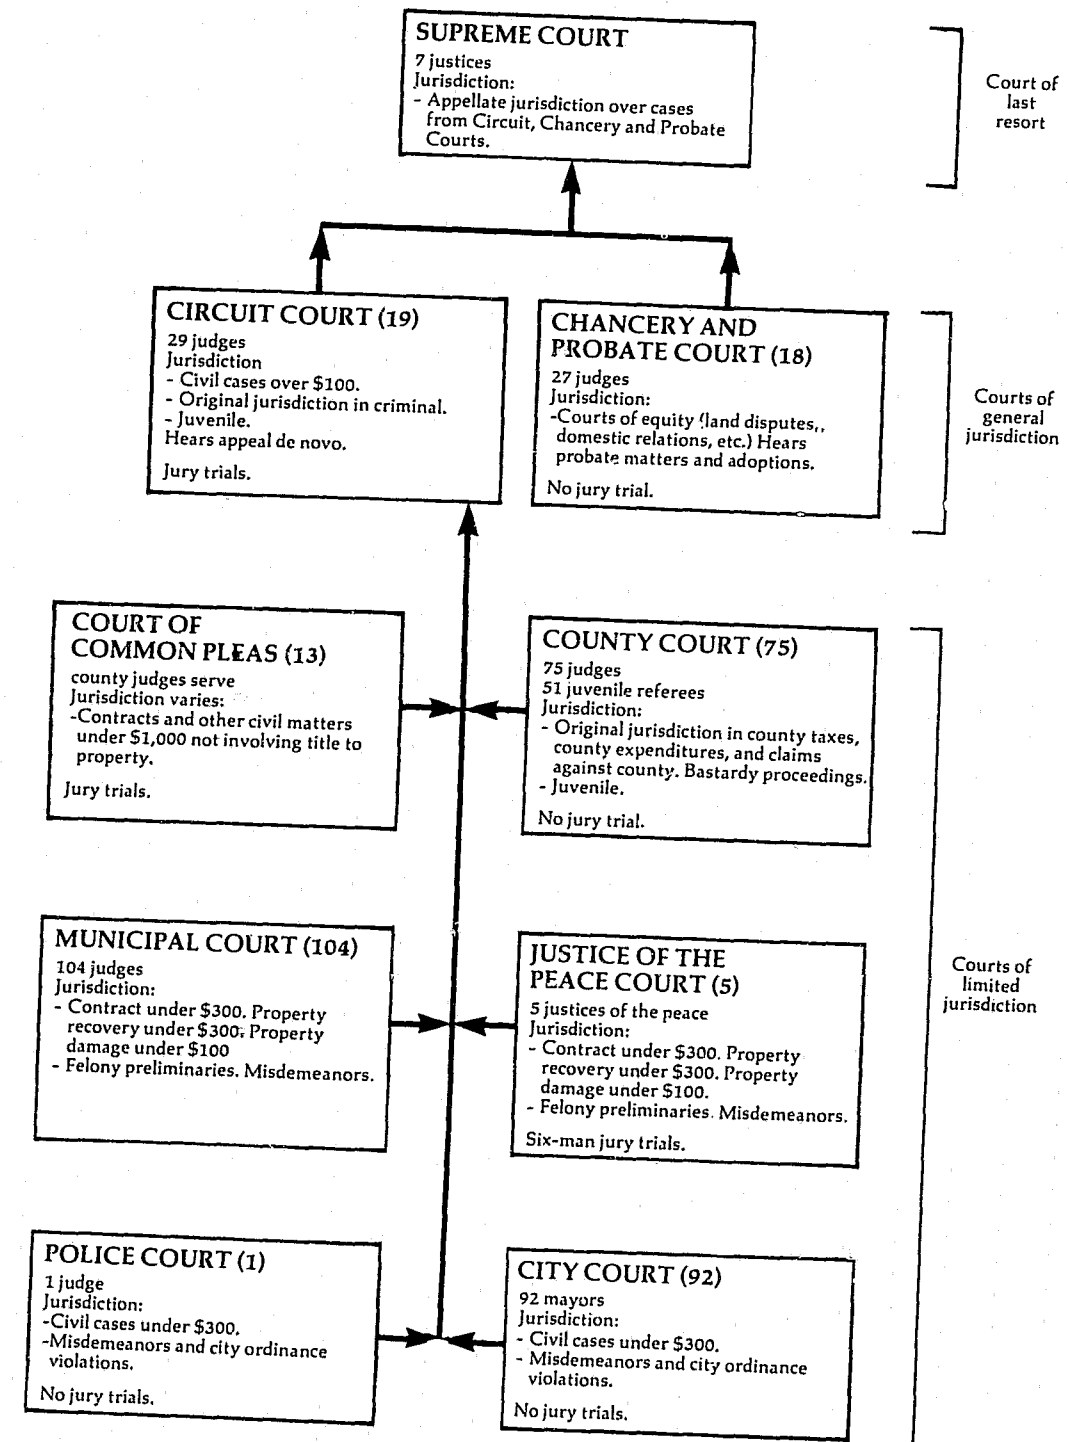 SUPREME COURT
7 justices
Jurisdiction:
- Appellate jurisdiction over cases
from Circuit, Chancery and Probate
Courts.
Court of
last
resort
CIRCUIT COURT (19)
29 judges
Jurisdiction
- Civil cases over $100.
- Original jurisdiction in criminal.
- Juvenile.
Hears appeal de novo.
Jury trials.
CHANCERY AND
PROBATE COURT (18)
27 judges
Jurisdiction:
-Courts of equity (land disputes,
domestic relations, etc.) Hears
probate matters and adoptions.
No jury trial.
Courts of
general
jurisdiction
COURT OF
COMMON PLEAS (13)
county judges serve
Jurisdiction varies:
-Contracts and other civil matters
under $1,000 not involving title to
property.
Jury trials.
COUNTY COURT (75)
75 judges
51 juvenile referees
Jurisdiction:
- Original jurisdiction in county taxes,
county expenditures, and claims
against county. Bastardy proceedings.
- Juvenile.
No jury trial.
MUNICIPAL COURT (104)
104 judges
Jurisdiction:
- Contract under $300. Property
recovery under $300. Property
damage under $100
- Felony preliminaries. Misdemeanors.
JUSTICE OF THE
PEACE COURT (5)
5 justices of the peace
Jurisdiction:
- Contract under $300. Property
recovery under $300. Property
damage under $100.
- Felony preliminaries. Misdemeanors.
Six-man jury trials.
Courts of
limited
jurisdiction
POLICE COURT (1)
1 judge
Jurisdiction:
-Civil cases under $300.
-Misdemeanors and city ordinance
violations.
No jury trials.
CITY COURT (92)
92 mayors
Jurisdiction:
- Civil cases under $300.
- Misdemeanors and city ordinance
violations.
No jury trials.